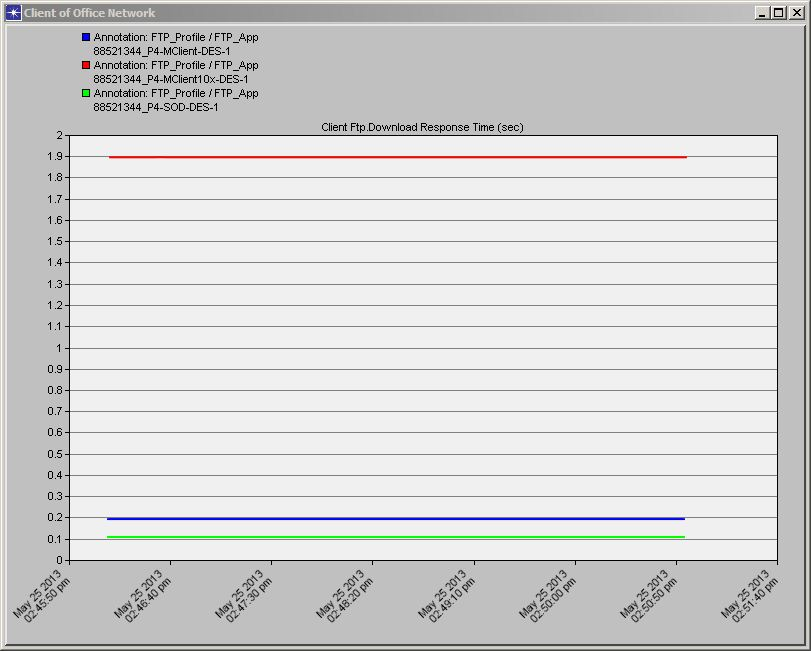 Client of Office Network
Annotation: FTP_Profile / FTP_App
88521344_P4-MClient-DES-1
Annotation: FTP_Profile / FTP_App
88521344_P4-MClient10x-DES-1
Annotation: FTP_Profile / FTP_App
88521344_P4-SOD-DES-1
Client Ftp.Download Response Time (sec)
2
1.9
1.8
1.7
1.6
1.5
1.4
1.3
1.2
1.1
1
0.9
0.8
0.7
0.6
0.5
0.4
0.3
0.2
0.1
0
May 25 2013
02:45:50 pm
May 25 2013
02:46:40 pm
May 25 2013
02:47:30 pm
May 25 2013
02:48:20 pm
May 25 2013
02:49:10 pm
May 25 2013
02:50:00 pm
May 25 2013
02:50:50 pm
May 25 2013
02:51:40 pm